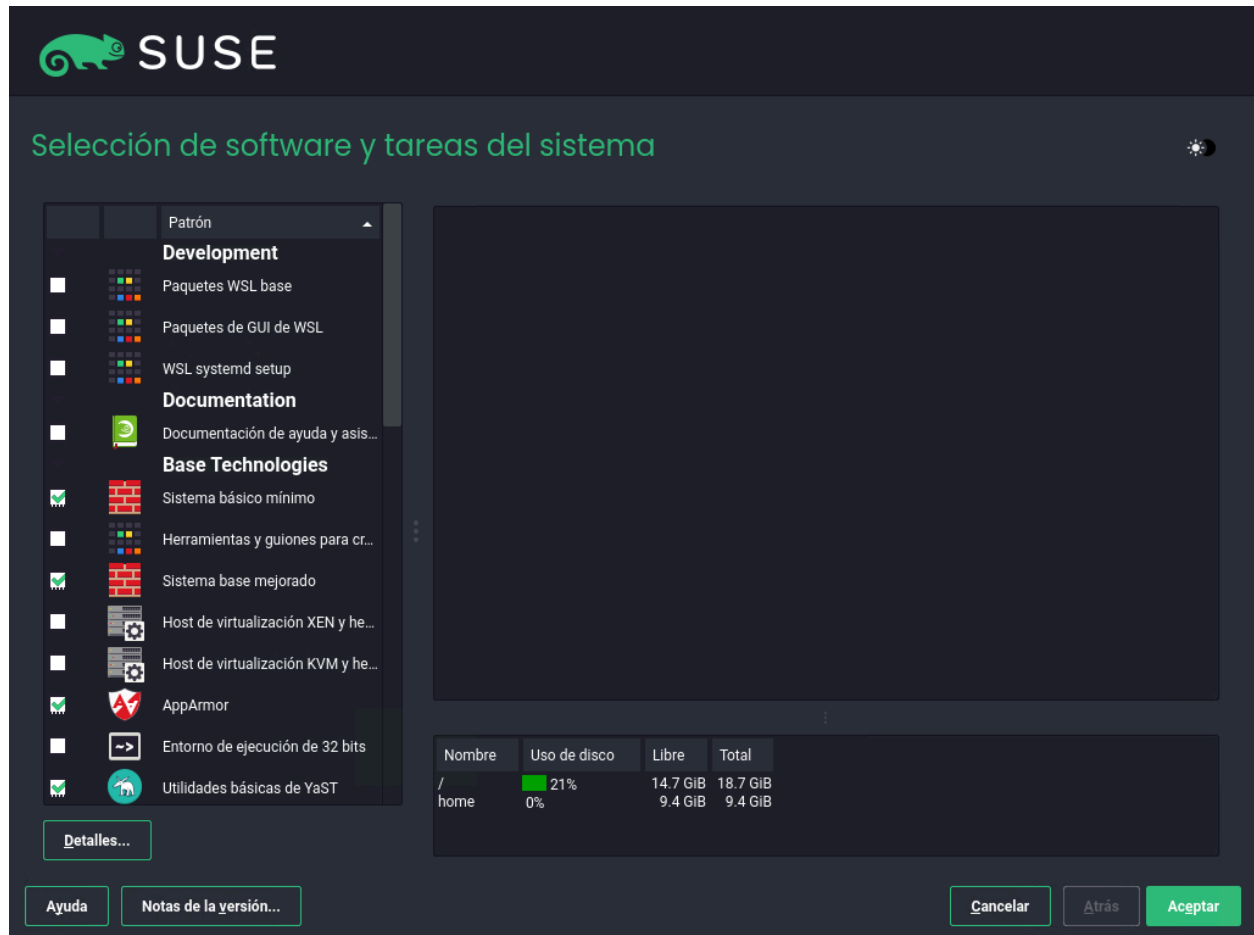 SUSE
Selección de software y tareas del sistema
Patrón
Development
Paquetes WSL base
Paquetes de GUI de WSL
WSL systemd setup
Documentation
Documentación de ayuda y asis...
Base Technologies
Sistema básico mínimo
Herramientas y guiones para cr...
Sistema base mejorado
Host de virtualización XEN y he...
Host de virtualización KVM y he...
AppArmor
Entorno de ejecución de 32 bits
Utilidades básicas de YaST
Nombre Uso de disco Libre Total
/ 21% 14.7 GiB 18.7 GiB
home 0% 9.4 GiB 9.4 GiB
Detalles...
Ayuda Notas de la versión... Cancelar Atrás Aceptar